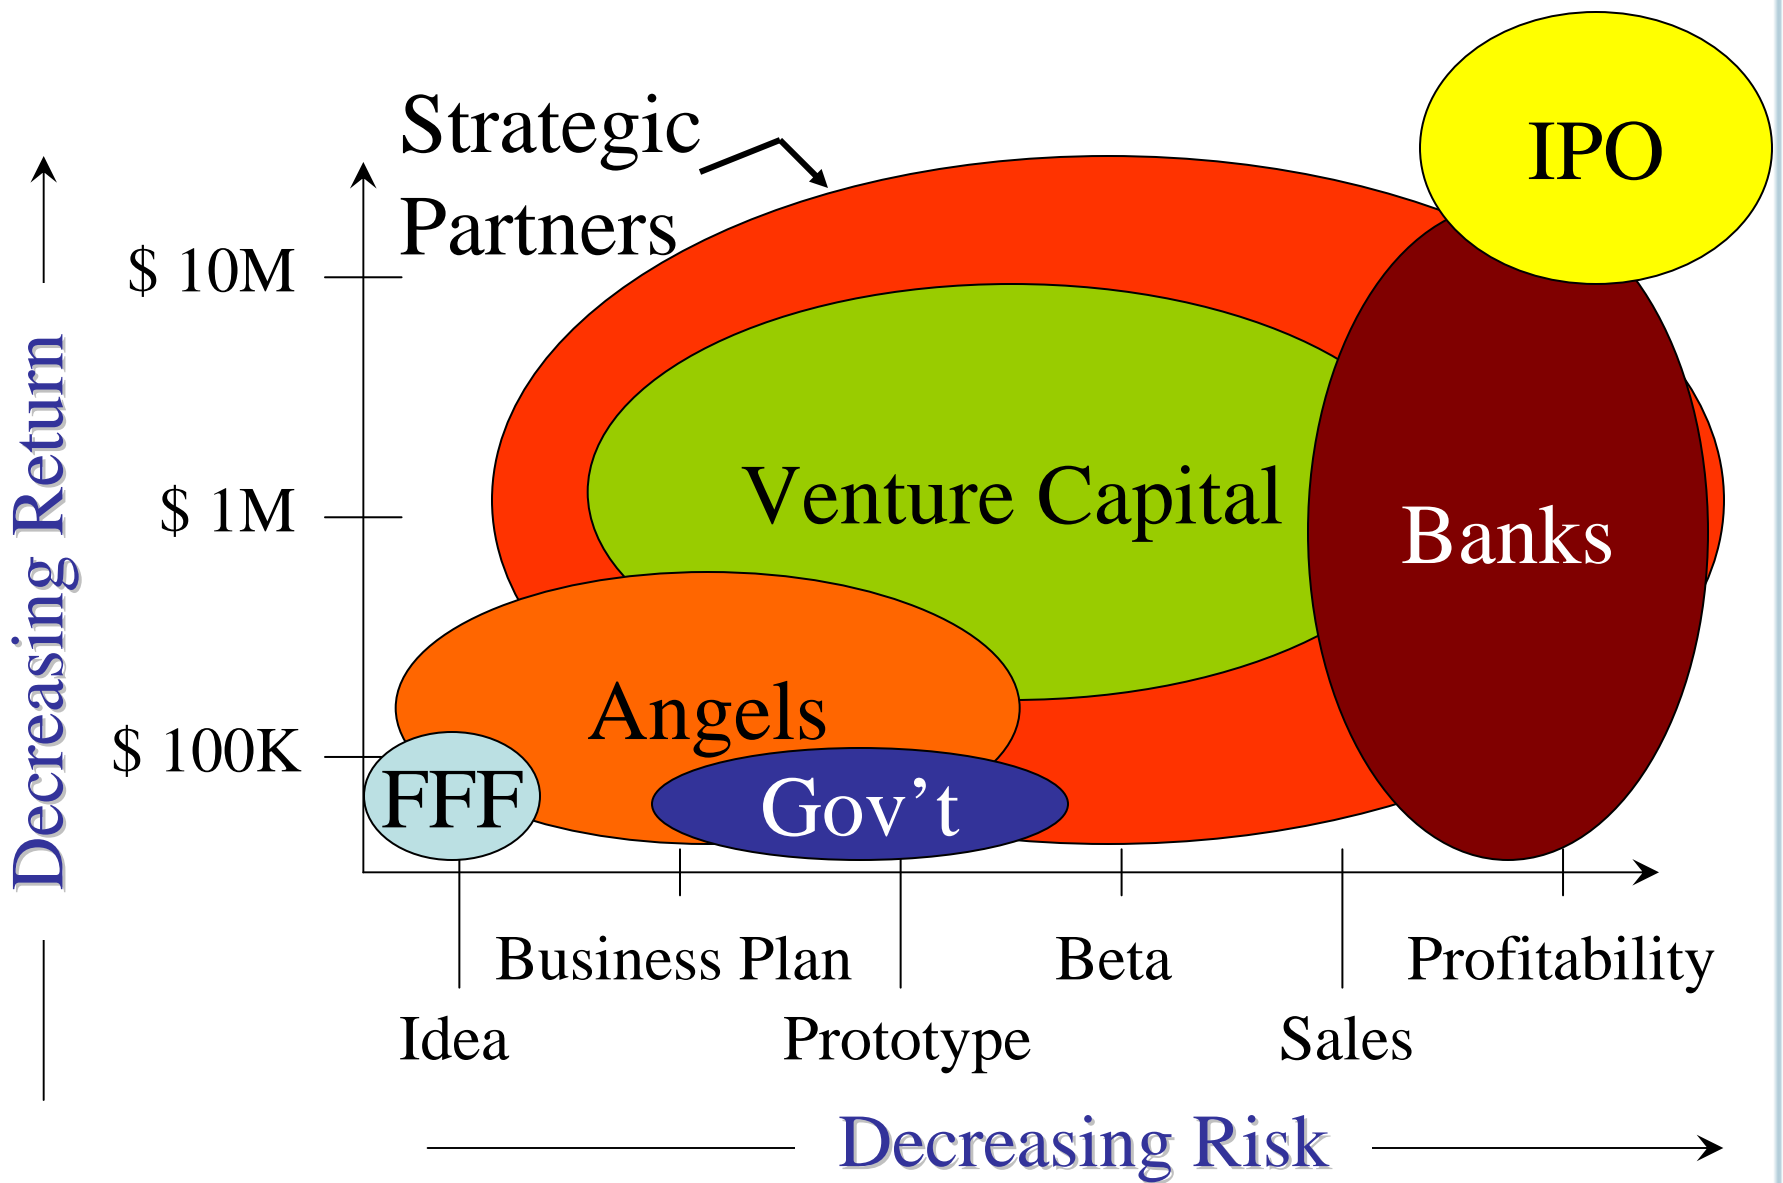 IPO
Strategic
Partners
$ 10M
$ 1M
$ 100K
Decreasing Return
Venture Capital
Banks
Angels
FFF
Gov’t
Business Plan
Beta
Profitability
Idea
Prototype
Sales
Decreasing Risk